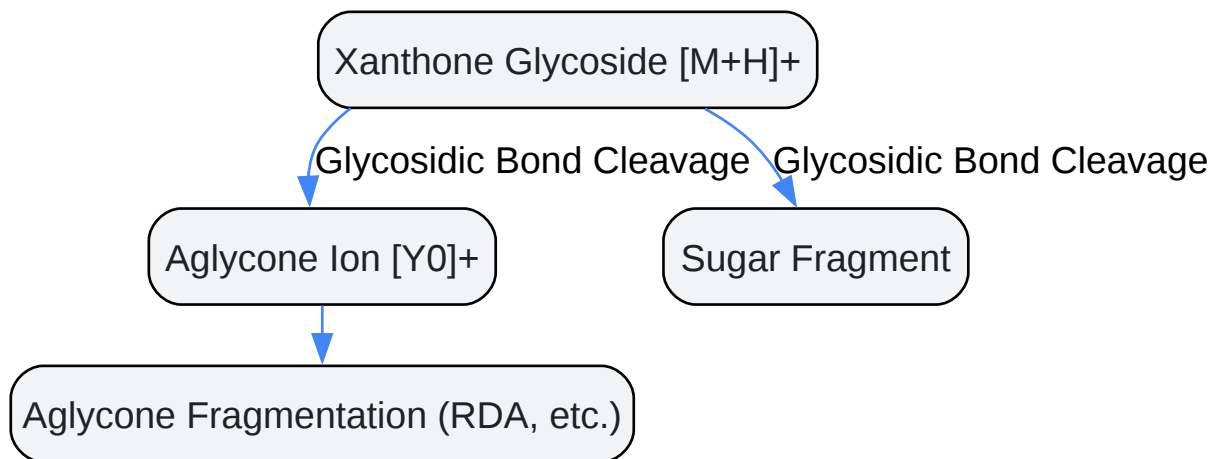 Xanthone Glycoside [M+H]+
Glycosidic Bond Cleavage
Glycosidic Bond Cleavage
Aglycone Ion [Y0]+
Sugar Fragment
Aglycone Fragmentation (RDA, etc.)